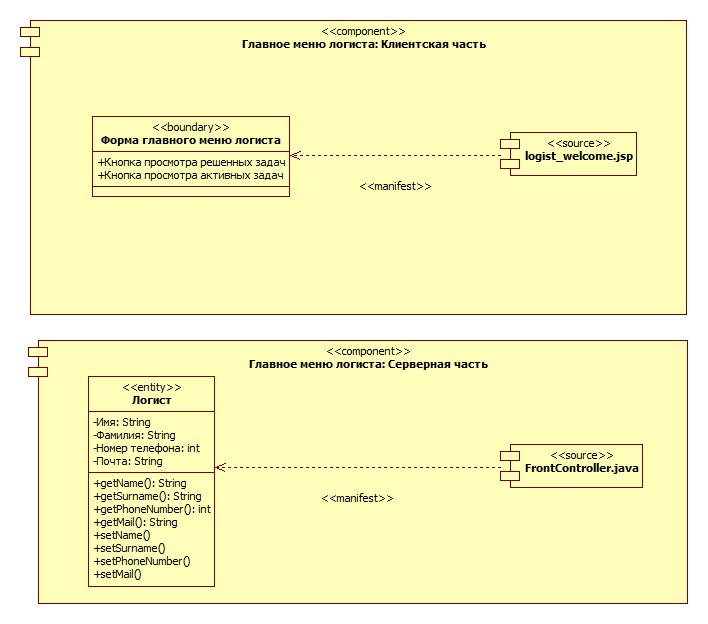 <<component>>
Главное меню логиста: Клиентская часть
<<boundary>>
Форма главного меню логиста
+Кнопка просмотра решенных задач
+Кнопка просмотра активных задач
<<source>>
logist_welcome.jsp
<<manifest>>
<<component>>
Главное меню логиста: Серверная часть
<<entity>>
Логист
-Имя: String
-Фамилия: String
-Номер телефона: int
-Почта: String
+getName(): String
+getSurname(): String
+getPhoneNumber(): int
+getMail(): String
+setName()
+setSurname()
+setPhoneNumber()
+setMail()
<<source>>
FrontController.java
<<manifest>>